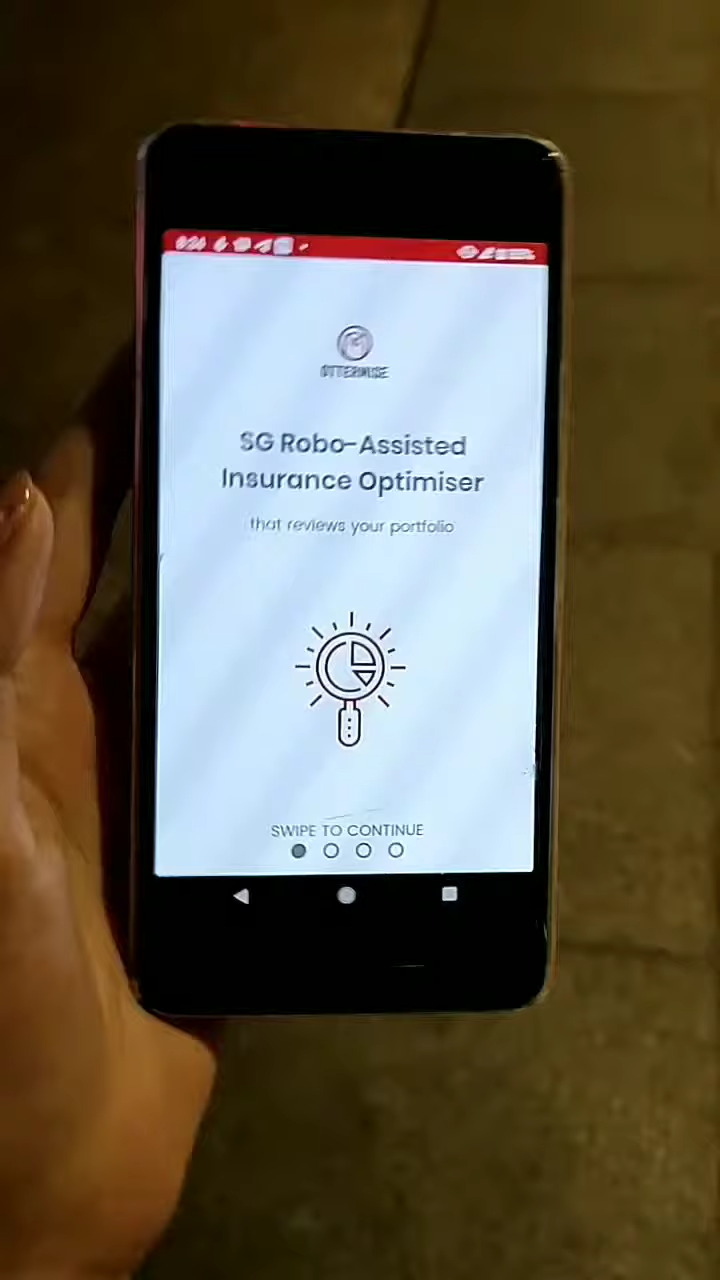 SG Robo-Assisted
Insurance Optimiser
that reviews your portfolio
SWIPE TO CONTINUE